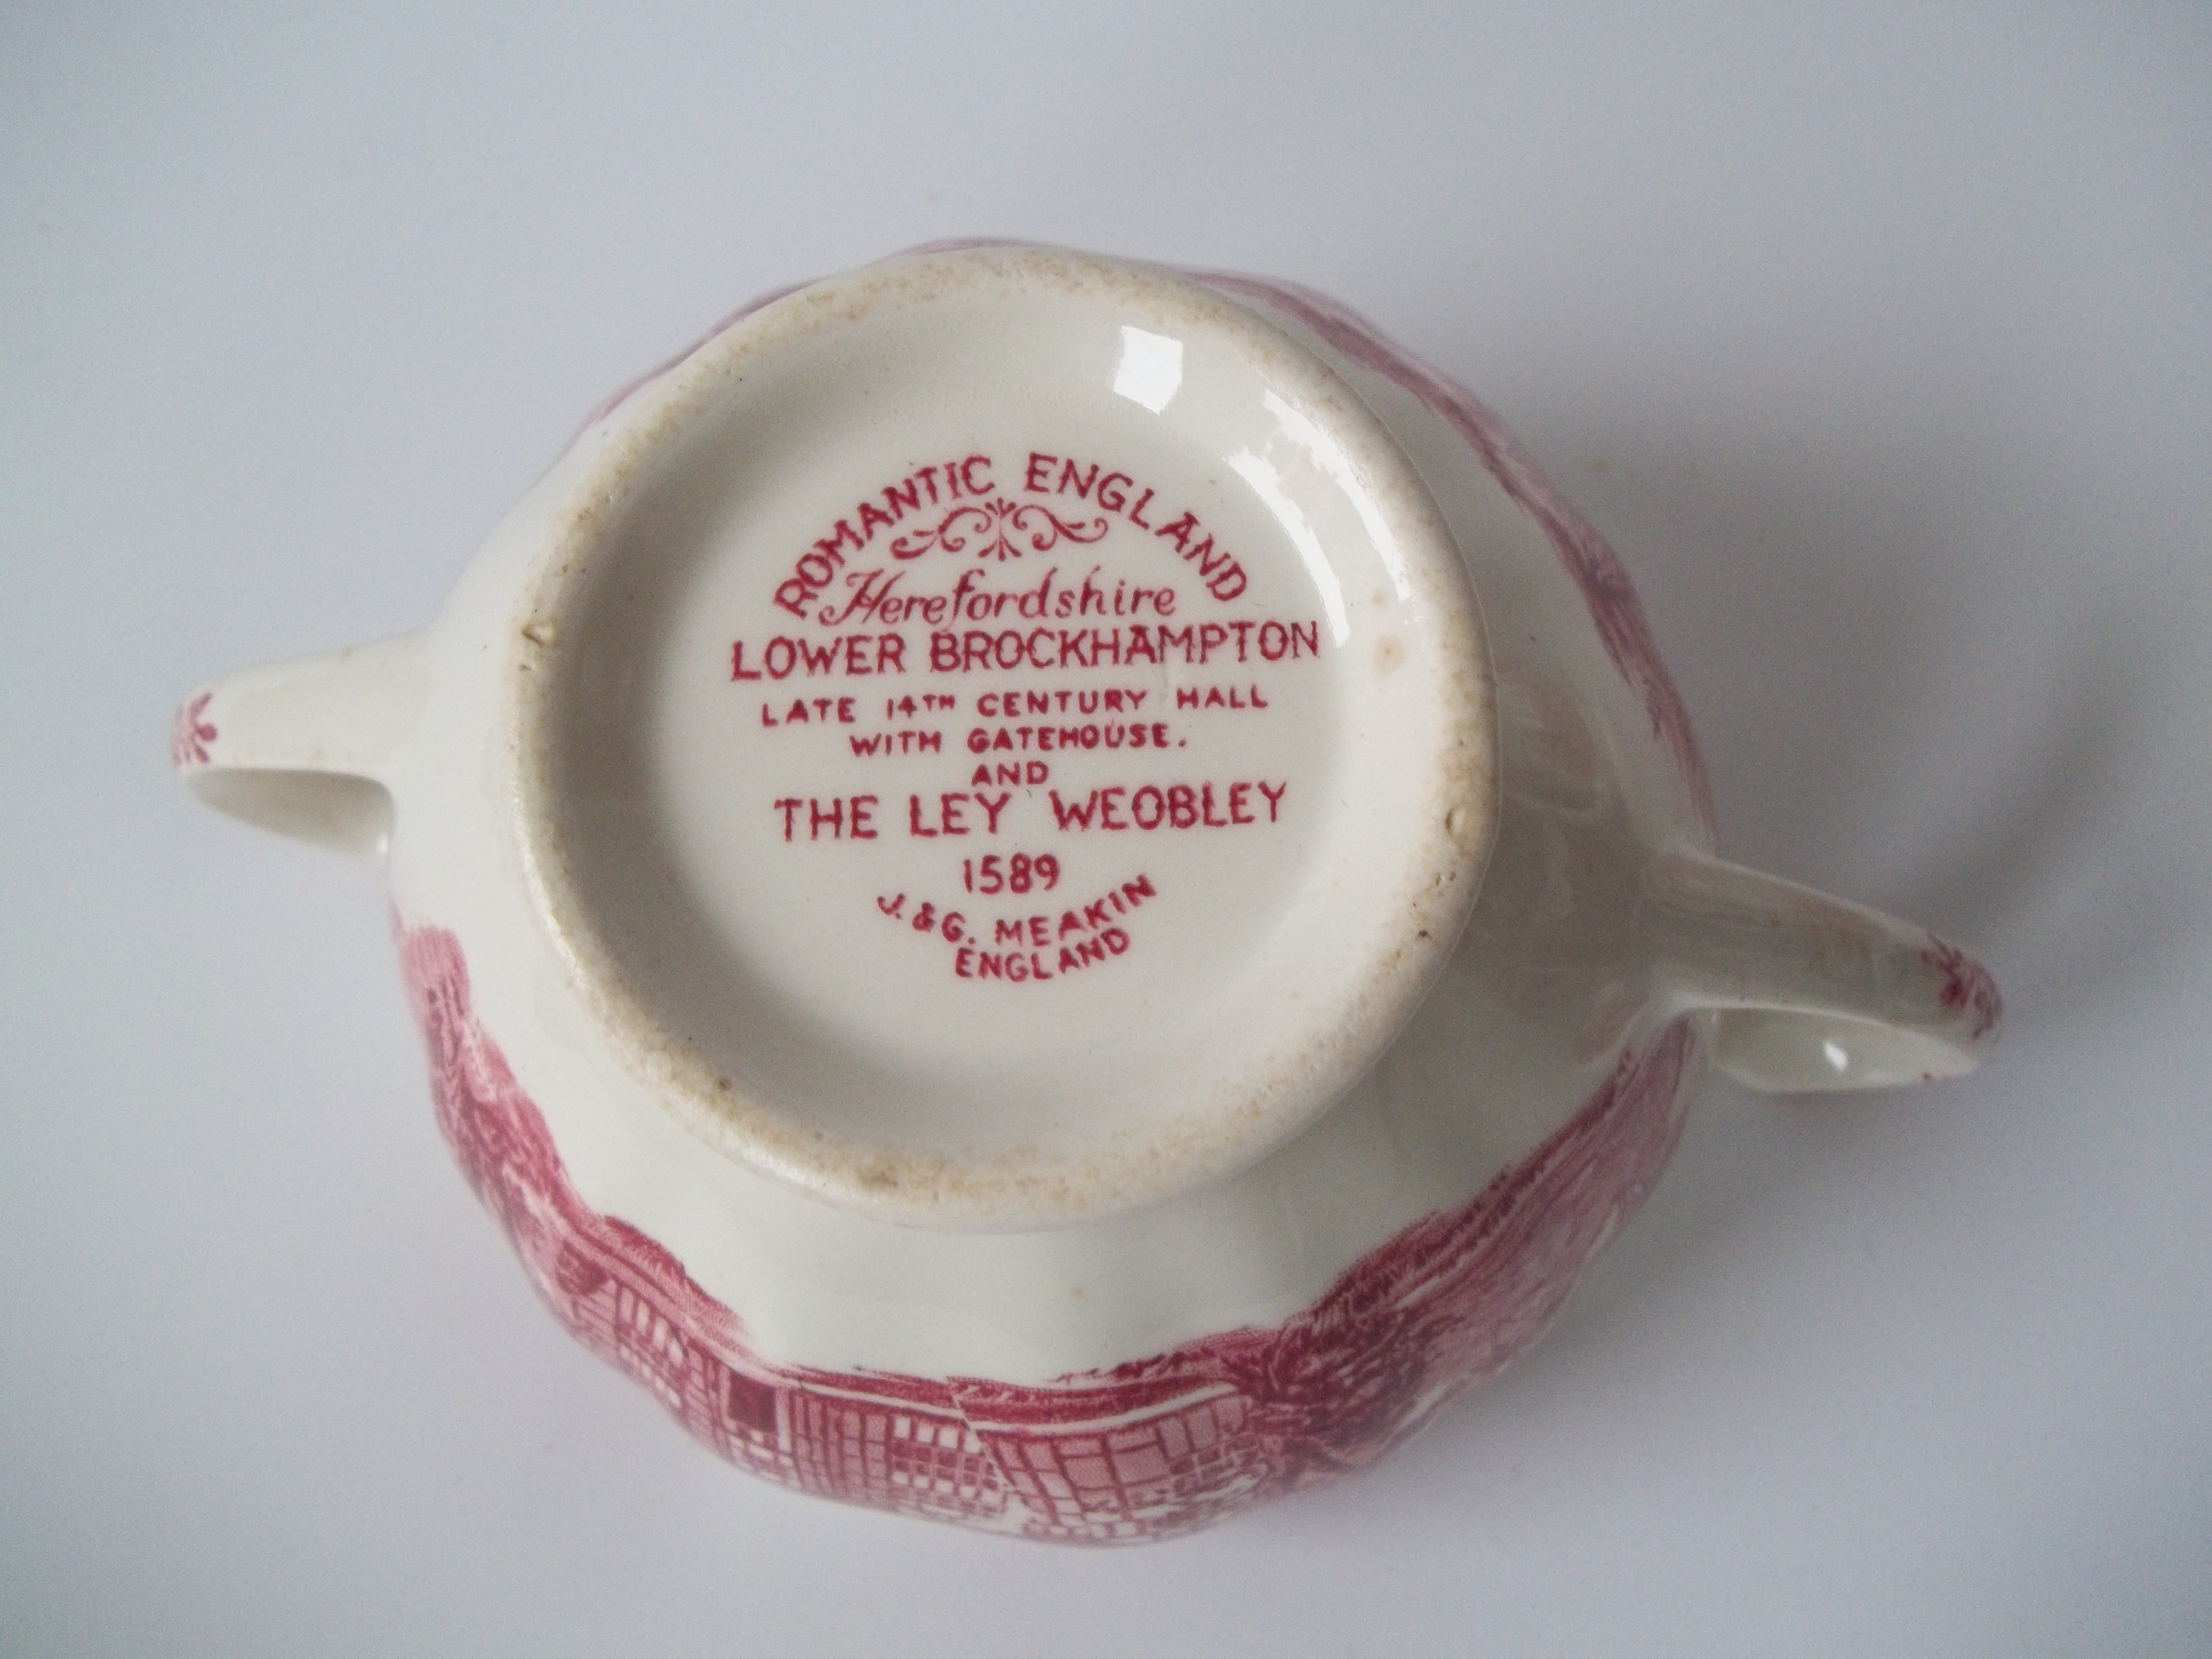 ROMANTIC ENGLAND
Herefordshire
LOWER BROCKHAMPTON
LATE 14TH CENTURY HALL
WITH GATEHOUSE.
AND
THE LEY WEOBLEY
1589
J. & G. MEAKIN
ENGLAND